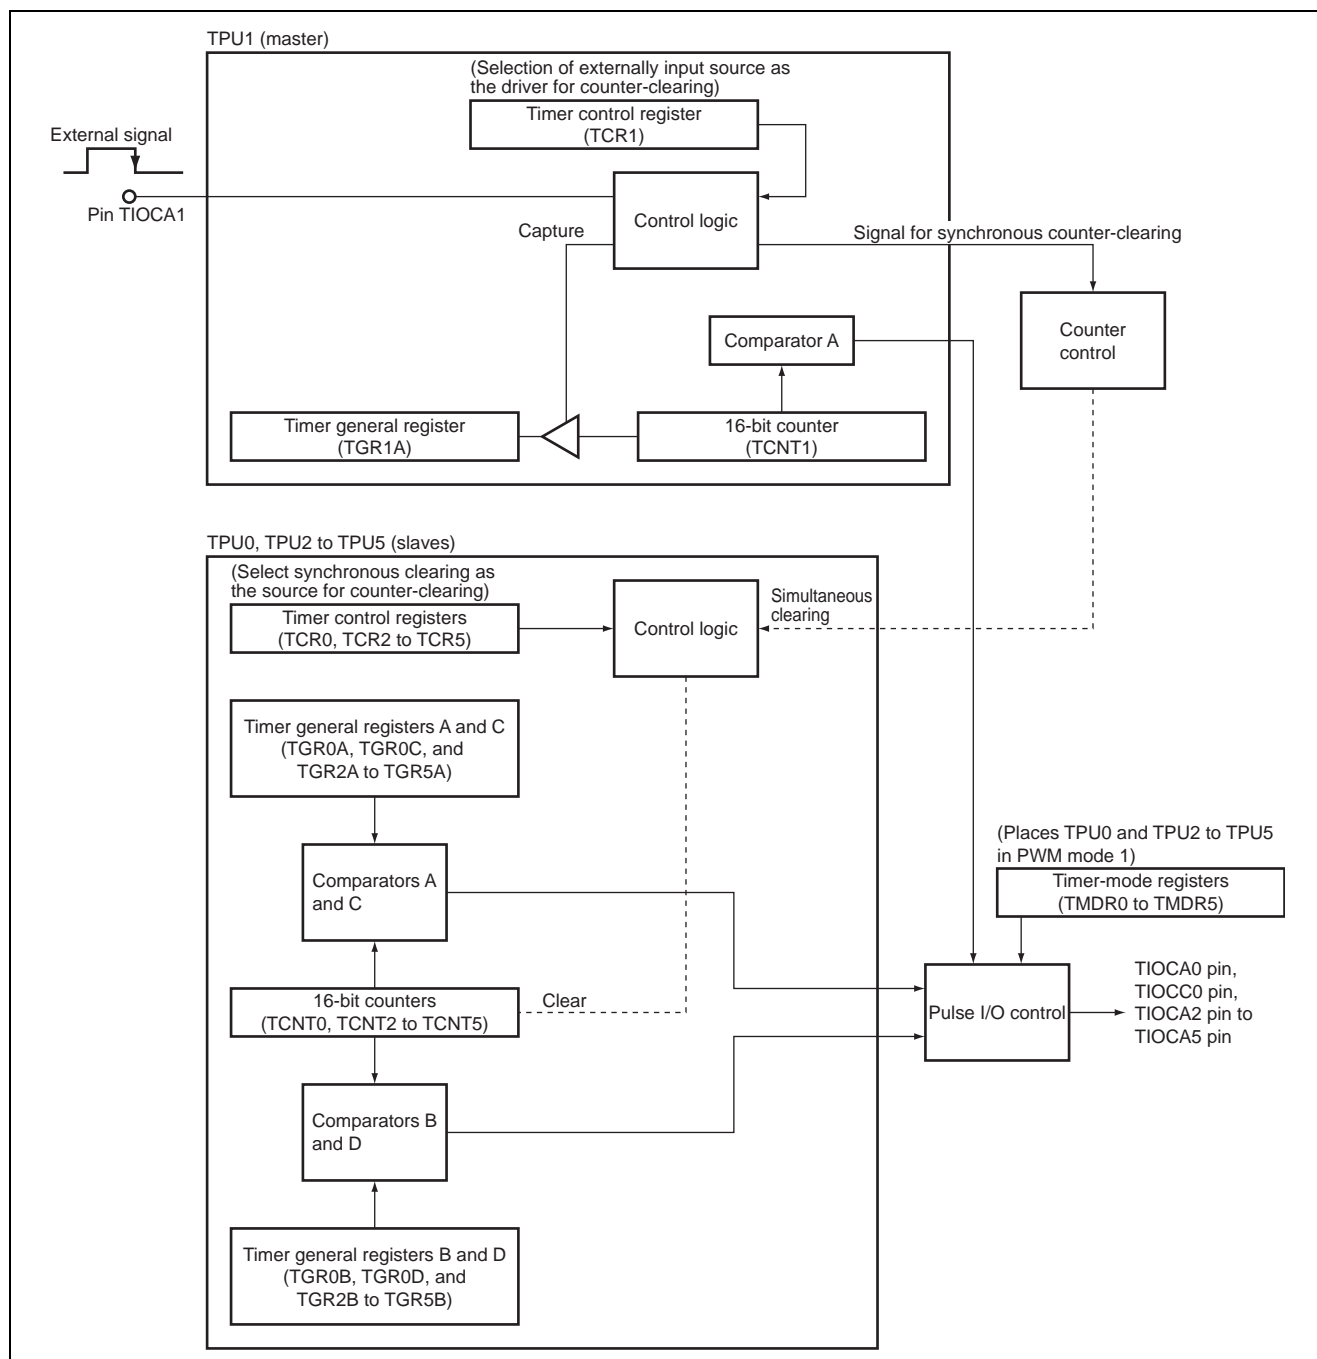 TPU1 (master)
(Selection of externally input source as
the driver for counter-clearing)
Timer control register
(TCR1)
External signal
Pin TIOCA1
Control logic
Capture
Signal for synchronous counter-clearing
Comparator A
Counter
control
Timer general register
(TGR1A)
16-bit counter
(TCNT1)
TPU0, TPU2 to TPU5 (slaves)
(Select synchronous clearing as
the source for counter-clearing)
Timer control registers
(TCR0, TCR2 to TCR5)
Control logic
Simultaneous
clearing
Timer general registers A and C
(TGR0A, TGR0C, and
TGR2A to TGR5A)
Comparators A
and C
(Places TPU0 and TPU2 to TPU5
in PWM mode 1)
Timer-mode registers
(TMDR0 to TMDR5)
16-bit counters
(TCNT0, TCNT2 to TCNT5)
Clear
Pulse I/O control
TIOCA0 pin,
TIOCC0 pin,
TIOCA2 pin to
TIOCA5 pin
Comparators B
and D
Timer general registers B and D
(TGR0B, TGR0D, and
TGR2B to TGR5B)